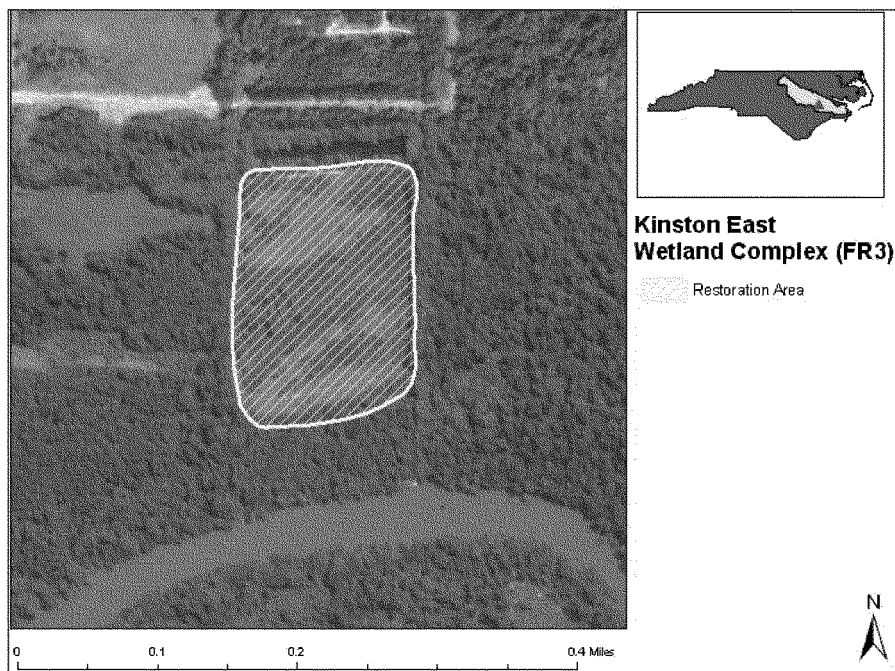 Kinston East
Wetland Complex (FR3)
Restoration Area
N
0 0.1 0.2 0.4 Miles